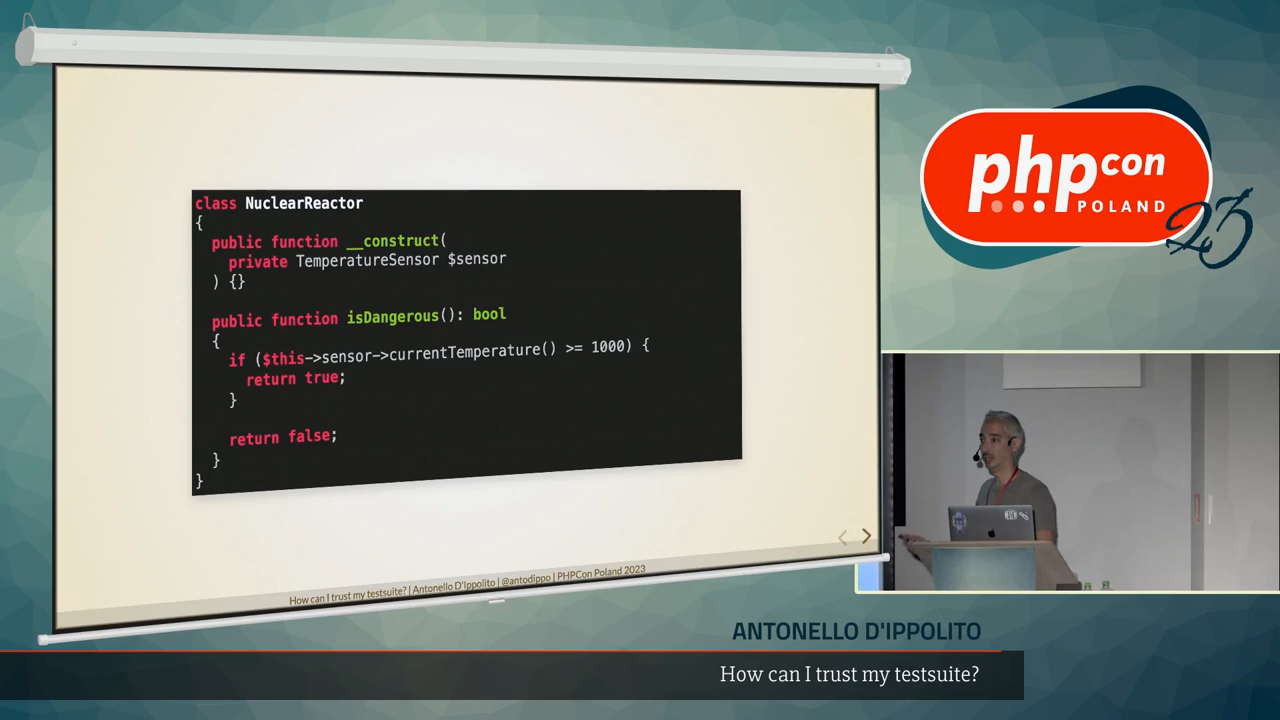 class NuclearReactor
{
  public function __construct(
    private TemperatureSensor $sensor
  ) {}

  public function isDangerous(): bool
  {
    if ($this->sensor->currentTemperature() >= 1000) {
      return true;
    }

    return false;
  }
}
How can I trust my testsuite? | Antonello D'Ippolito | @antodippo | PHPCon Poland 2023
phpcon
POLAND
23
ANTONELLO D'IPPOLITO
How can I trust my testsuite?